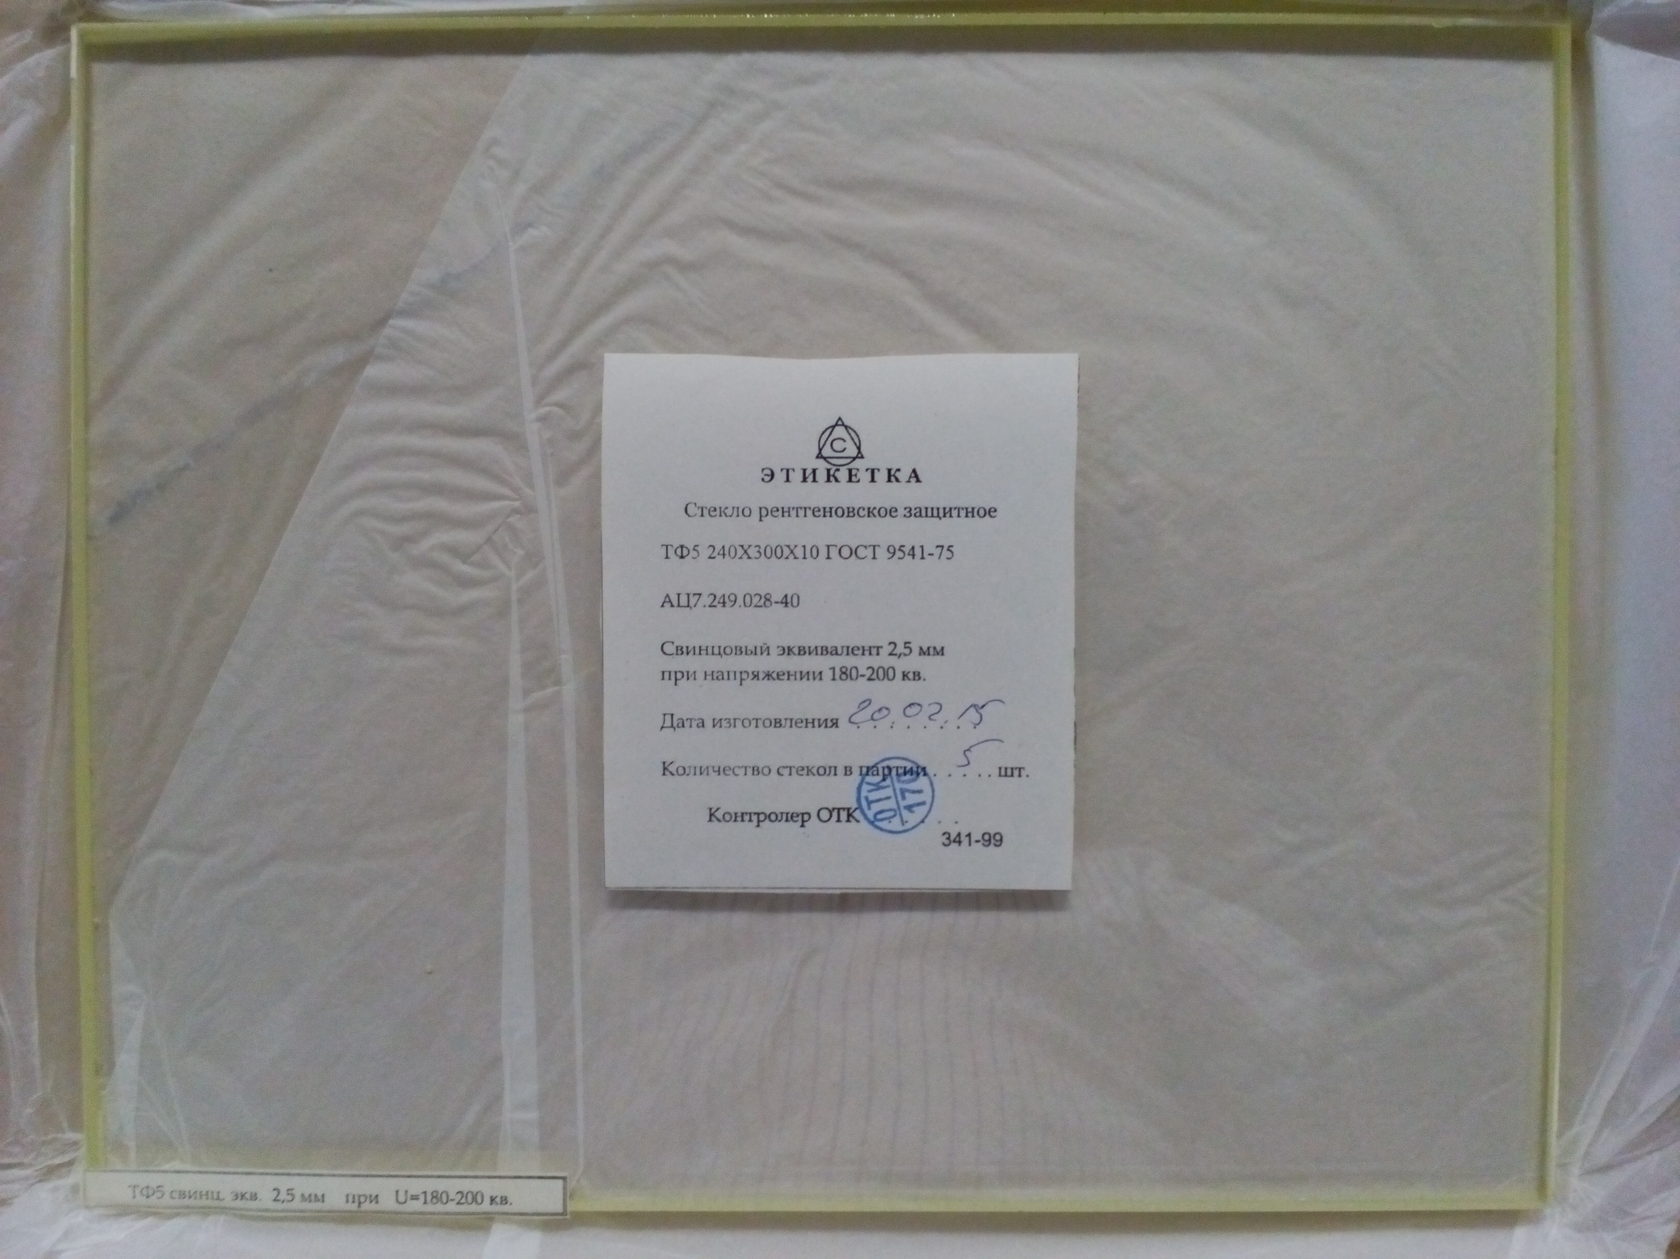 С
ЭТИКЕТКА
Стекло рентгеновское защитное
ТФ5 240Х300Х10 ГОСТ 9541-75
АЦ7.249.028-40
Свинцовый эквивалент 2,5 мм
при напряжении 180-200 кв.
Дата изготовления 20.02.15
Количество стекол в партии . 5 . . шт.
ОТК 170
Контролер ОТК . . . . .
341-99
ТФ5 свинц. экв. 2,5 мм при U=180-200 кв.